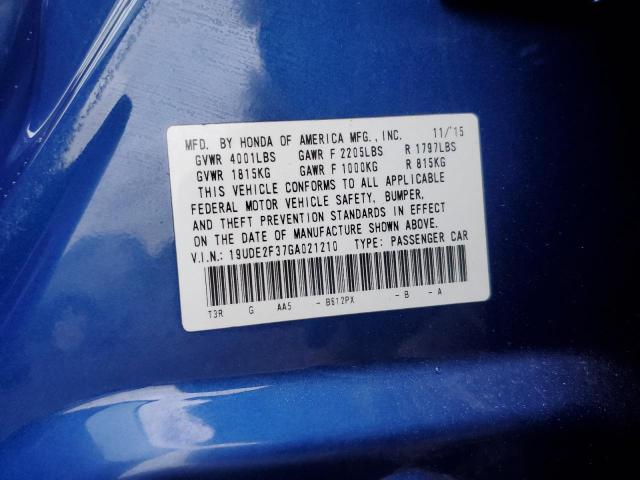 MFD. BY HONDA OF AMERICA MFG., INC. 11/'15
GVWR 4001LBS GAWR F 2205LBS R 1797LBS
GVWR 1815KG GAWR F 1000KG R 815KG
THIS VEHICLE CONFORMS TO ALL APPLICABLE
FEDERAL MOTOR VEHICLE SAFETY, BUMPER,
AND THEFT PREVENTION STANDARDS IN EFFECT
ON THE DATE OF MANUFACTURE SHOWN ABOVE.
V.I.N.: 19UDE2F37GA021210 TYPE: PASSENGER CAR
T3R G AA5 - B612PX - B - A